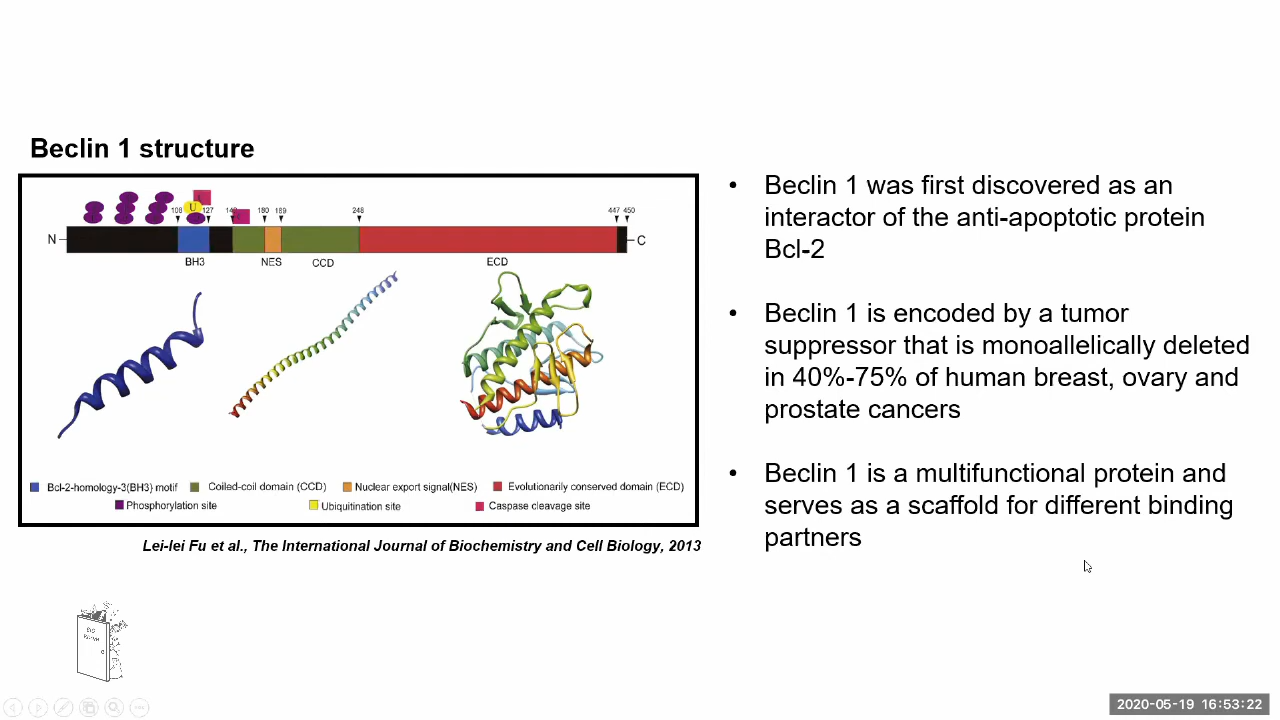 Beclin 1 structure
U
108
127
180
189
248
447
450
N
C
BH3
NES
CCD
ECD
Bcl-2-homology-3(BH3) motif
Coiled-coil domain (CCD)
Nuclear export signal(NES)
Evolutionarily conserved domain (ECD)
Phosphorylation site
Ubiquitination site
Caspase cleavage site
Lei-lei Fu et al., The International Journal of Biochemistry and Cell Biology, 2013
• Beclin 1 was first discovered as an
interactor of the anti-apoptotic protein
Bcl-2
• Beclin 1 is encoded by a tumor
suppressor that is monoallelically deleted
in 40%-75% of human breast, ovary and
prostate cancers
• Beclin 1 is a multifunctional protein and
serves as a scaffold for different binding
partners
2020-05-19 16:53:22